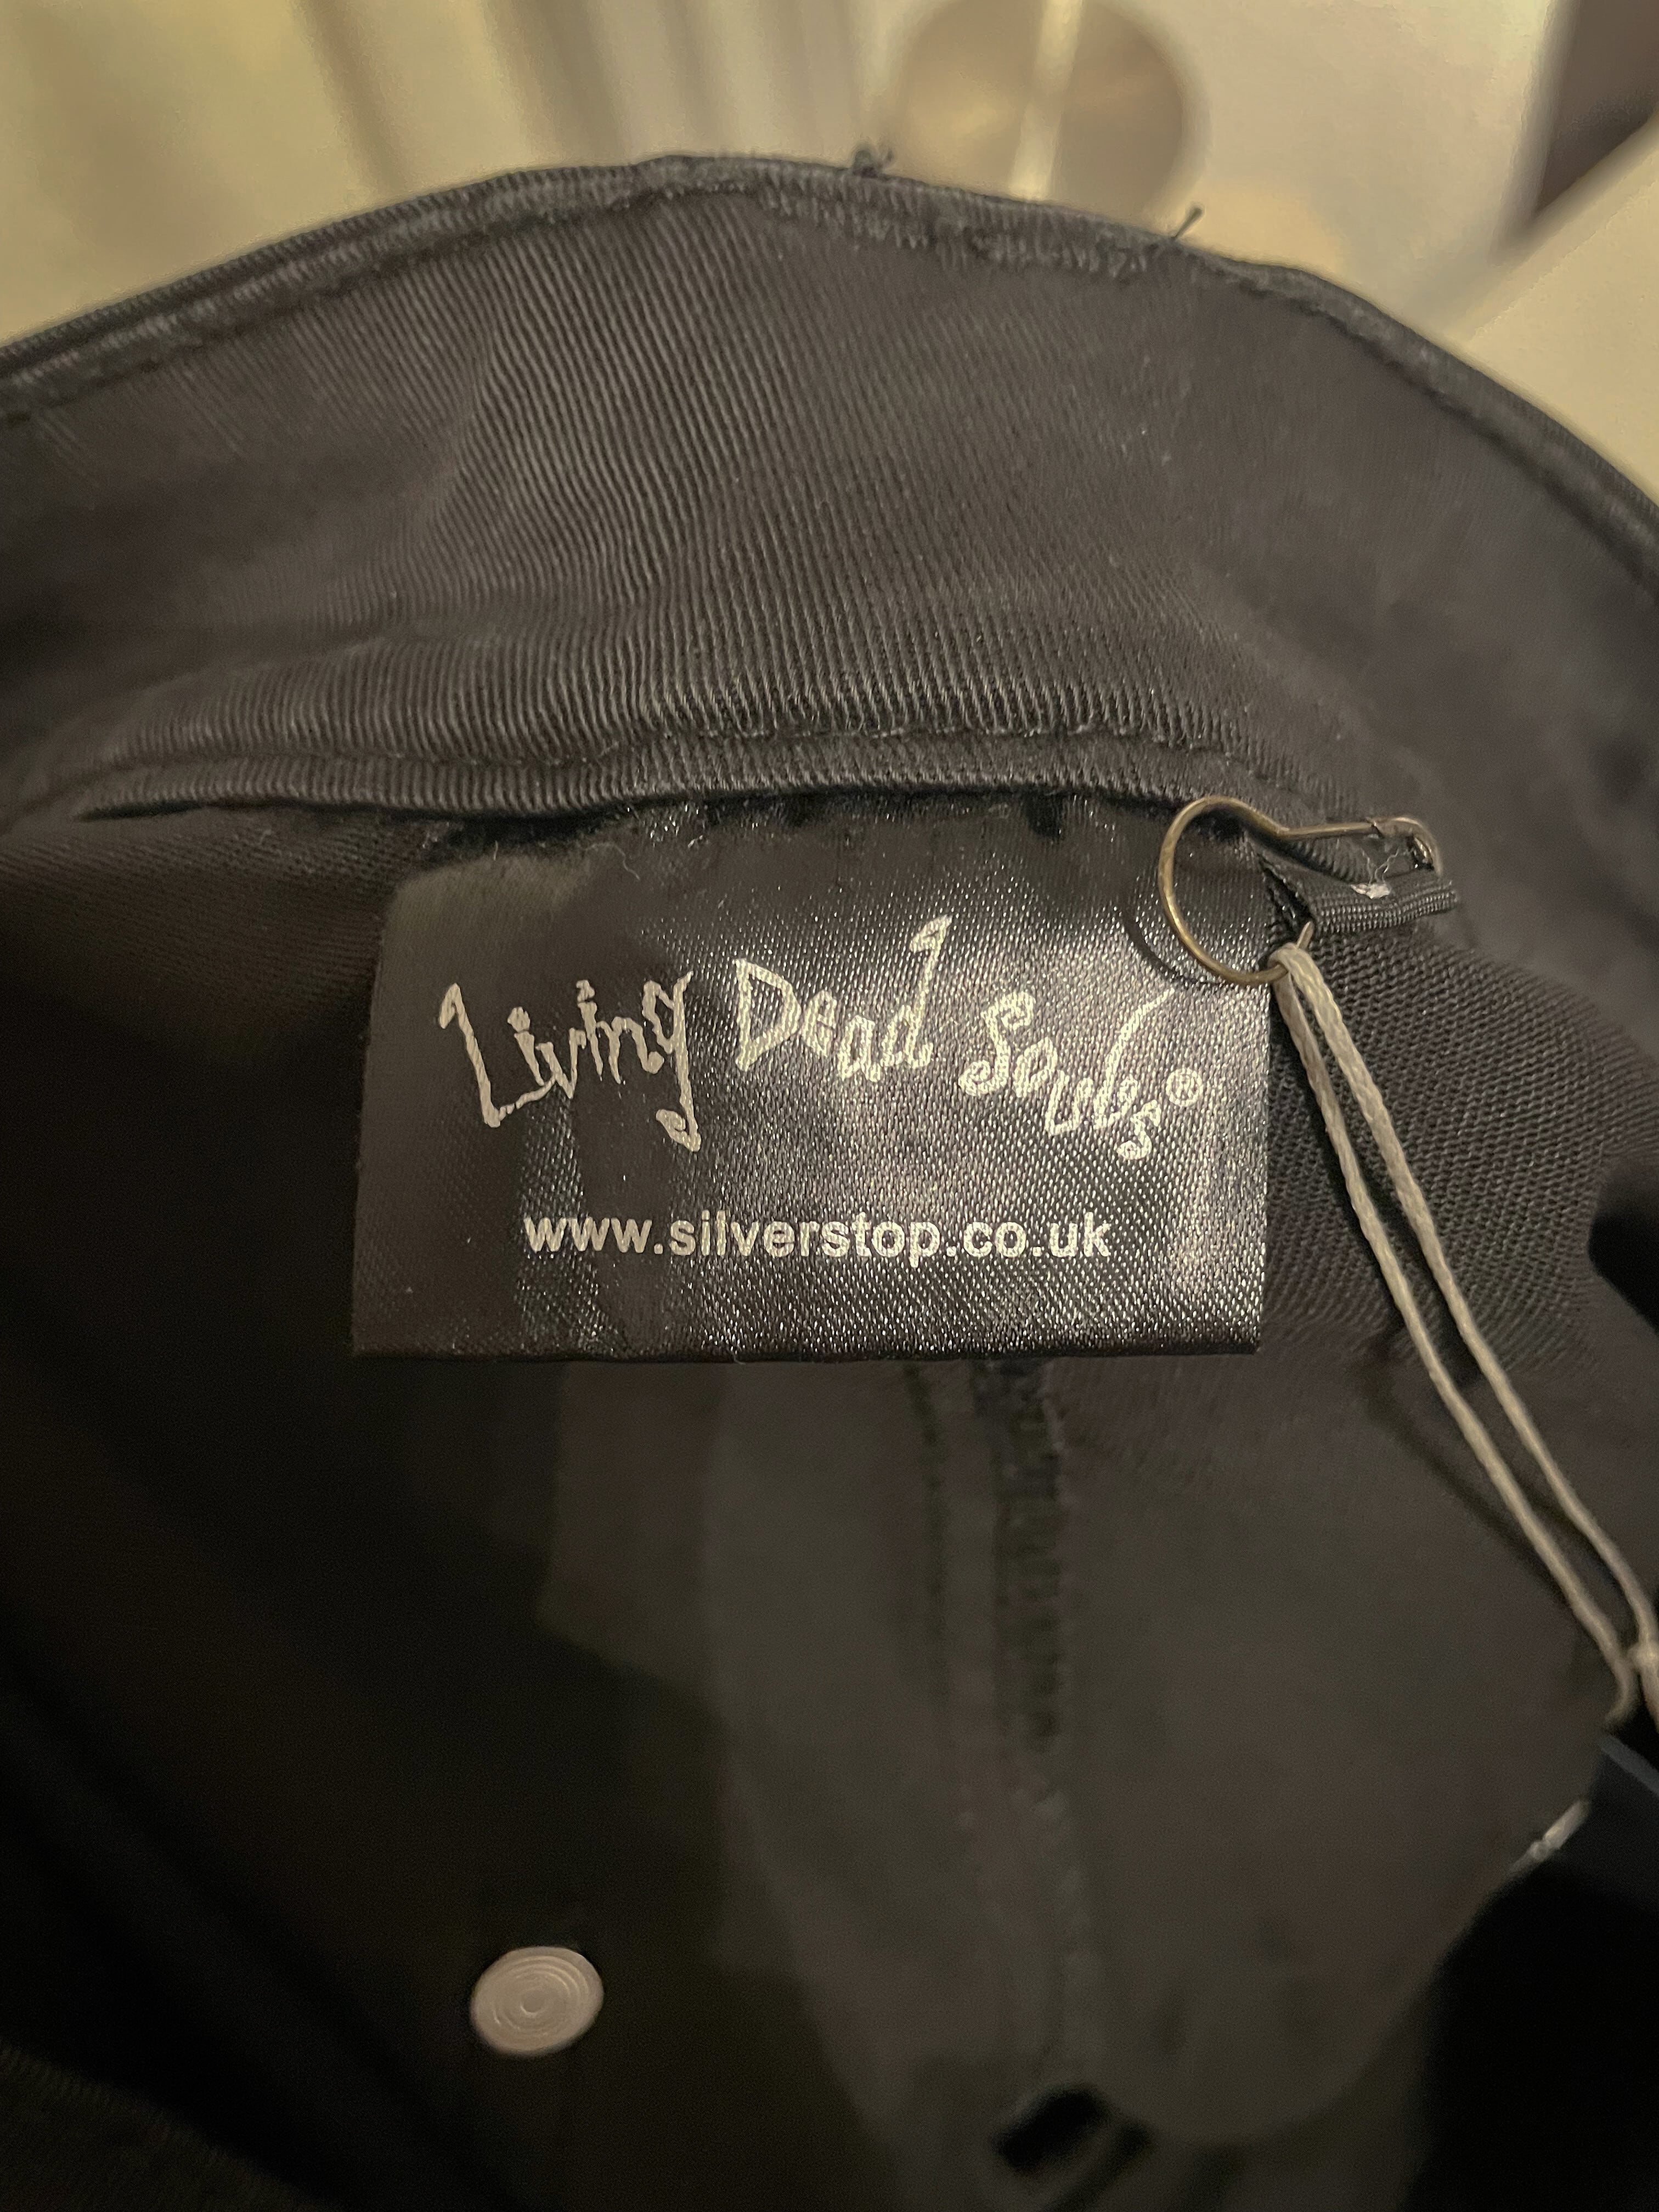 Living Dead Souls®
www.silverstop.co.uk